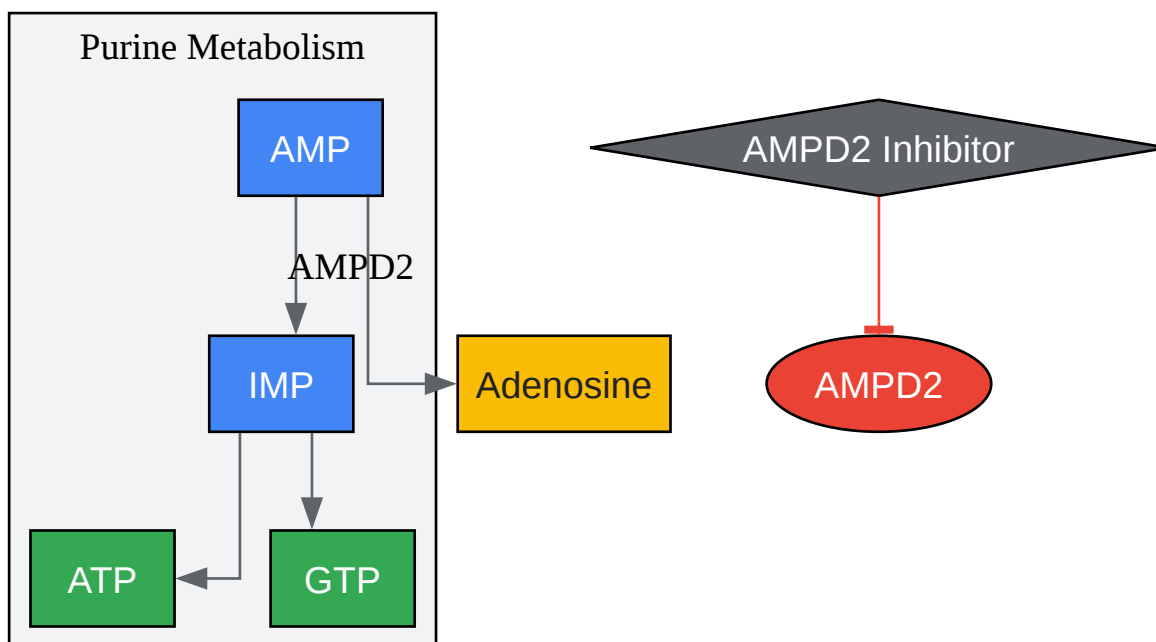 Purine Metabolism
AMP
AMPD2 Inhibitor
AMPD2
IMP
Adenosine
AMPD2
ATP
GTP